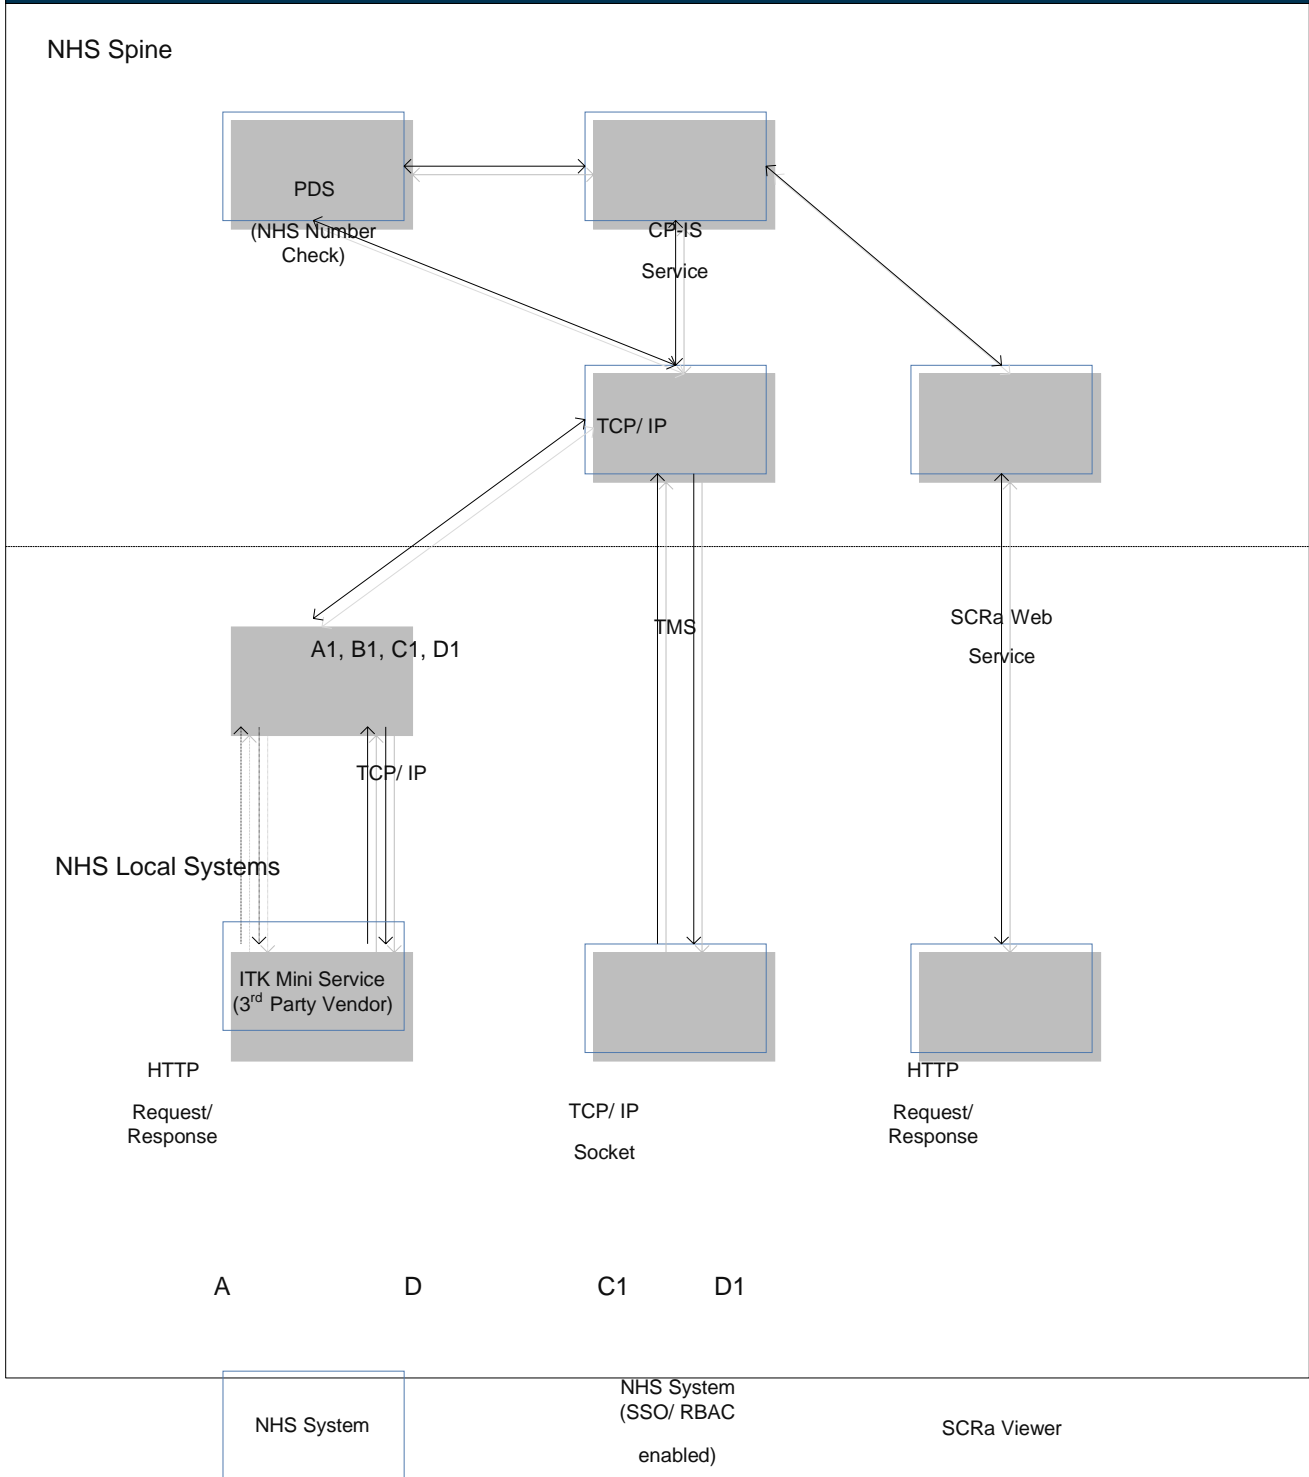 NHS Spine
PDS
(NHS Number
Check)
CP-IS
Service
TCP/ IP
A1, B1, C1, D1
TMS
SCRa Web
Service
TCP/ IP
NHS Local Systems
ITK Mini Service
(3rd Party Vendor)
HTTP
Request/
Response
TCP/ IP
Socket
HTTP
Request/
Response
A
D
C1
D1
NHS System
NHS System
(SSO/ RBAC
enabled)
SCRa Viewer